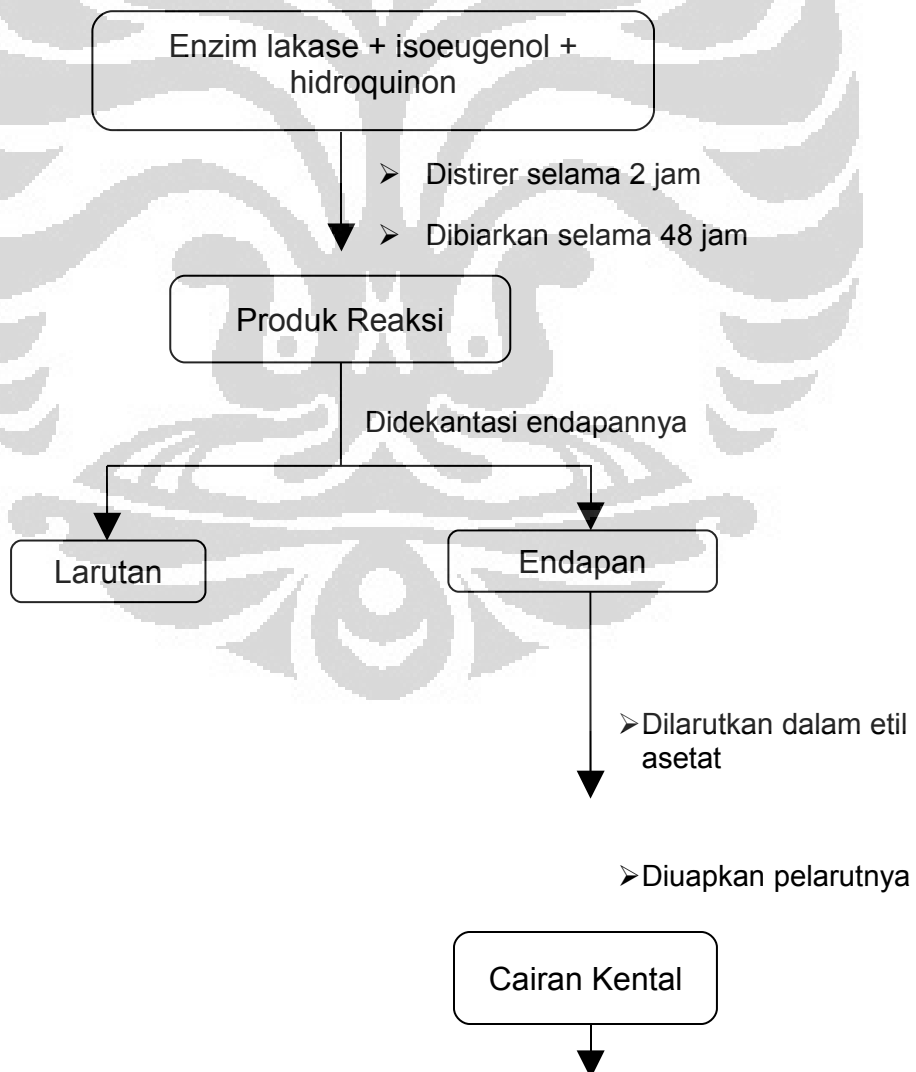 Enzim lakase + isoeugenol +
hidroquinon
➢ Distirer selama 2 jam
➢ Dibiarkan selama 48 jam
Produk Reaksi
Didekantasi endapannya
Larutan
Endapan
➢Dilarutkan dalam etil
asetat
➢Diuapkan pelarutnya
Cairan Kental